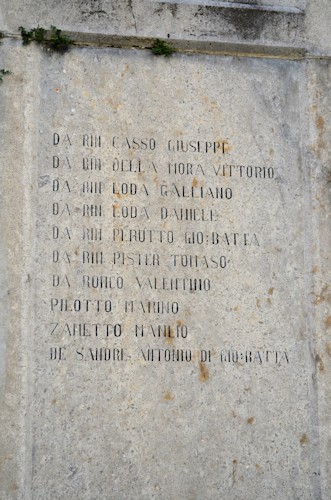 DA RIN CASSO GIUSEPPE
DA RIN DELLA MORA VITTORIO
DA RIN LODA GALLIANO
DA RIN LODA DANIELE
DA RIN PERUTTO GIO:BATTA
DA RIN PISTER TOMASO
DA RONCO VALENTINO
PILOTTO MARINO
ZANETTO MANLIO
DE SANDRE ANTONIO DI GIO:BATTA